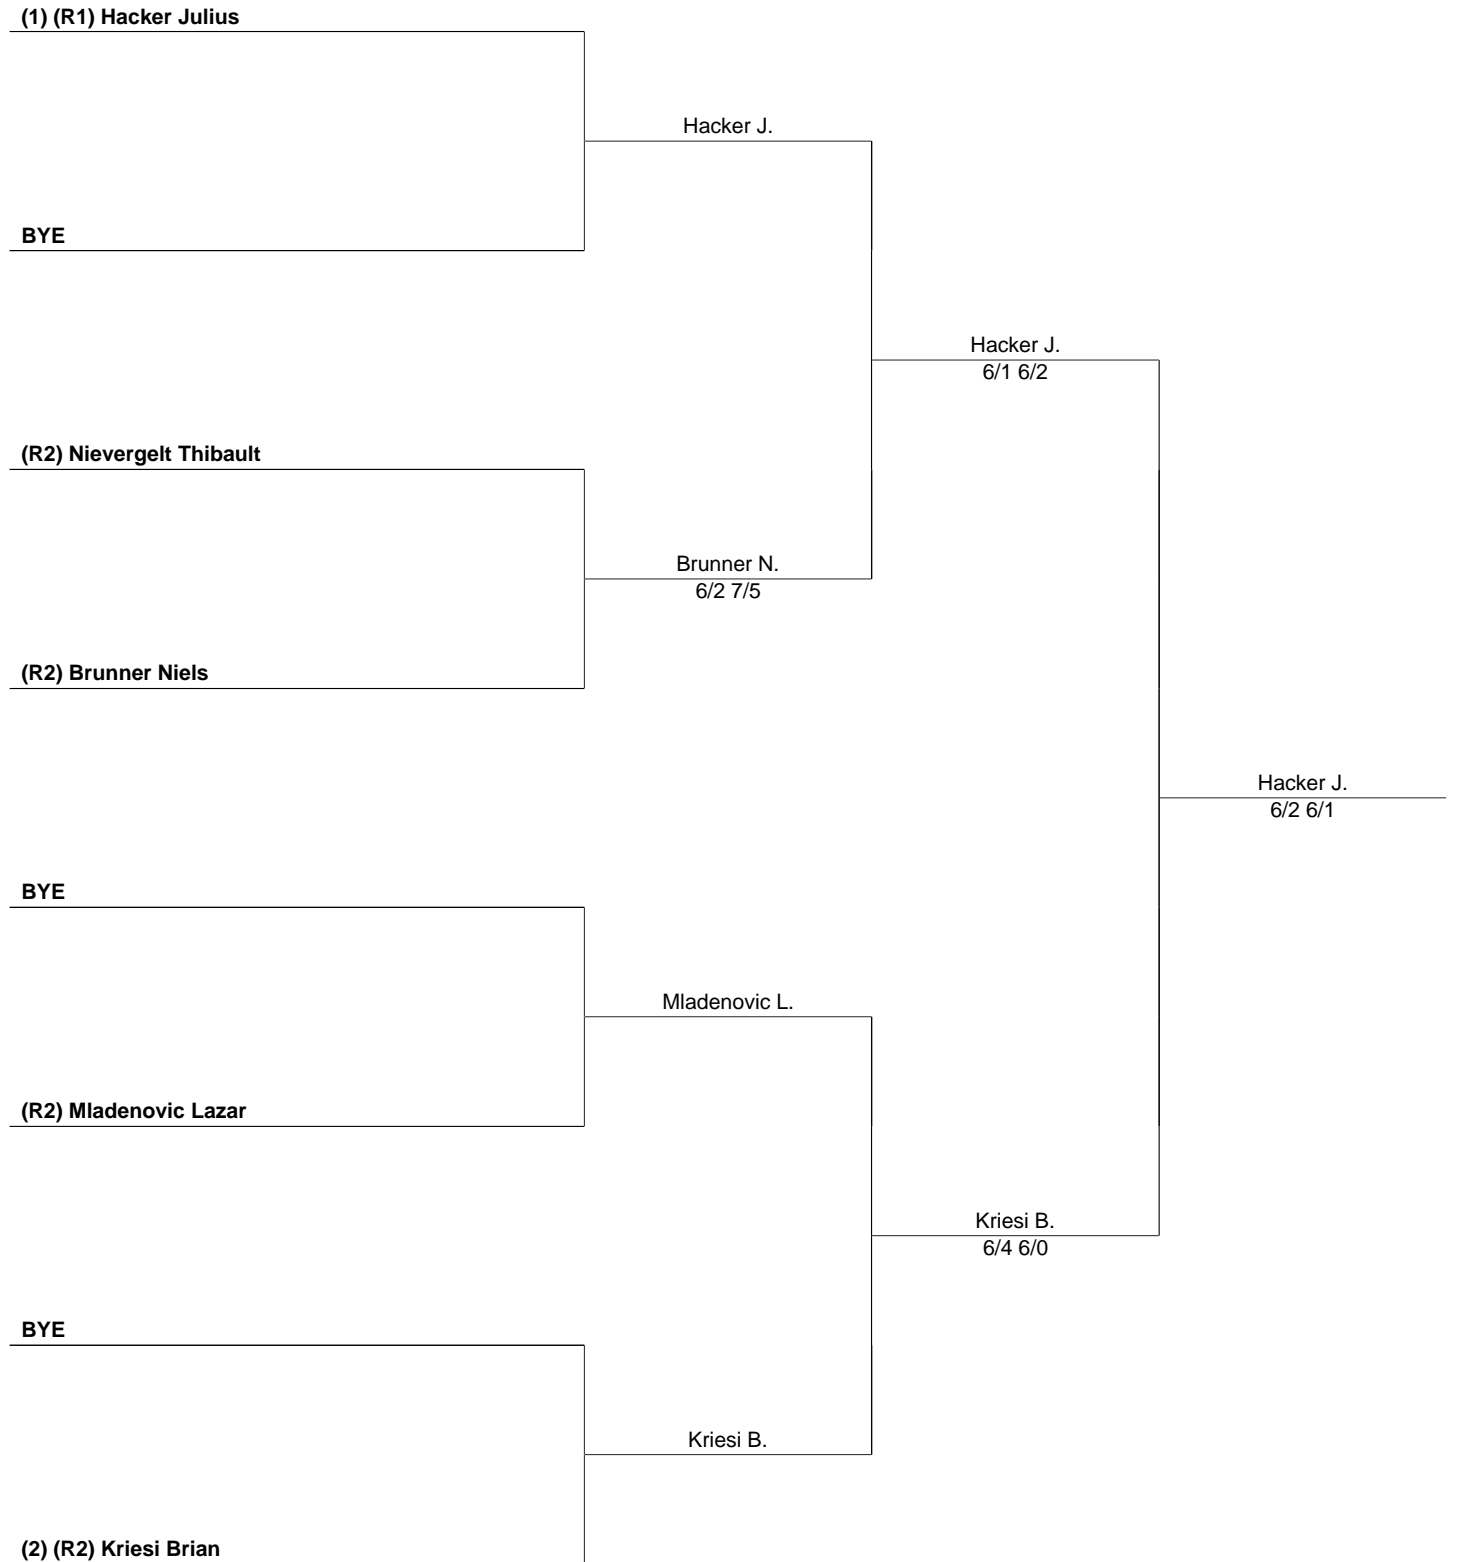 (1) (R1) Hacker Julius
Hacker J.
BYE
Hacker J.
6/1 6/2
(R2) Nievergelt Thibault
Brunner N.
6/2 7/5
(R2) Brunner Niels
Hacker J.
6/2 6/1
BYE
Mladenovic L.
(R2) Mladenovic Lazar
Kriesi B.
6/4 6/0
BYE
Kriesi B.
(2) (R2) Kriesi Brian